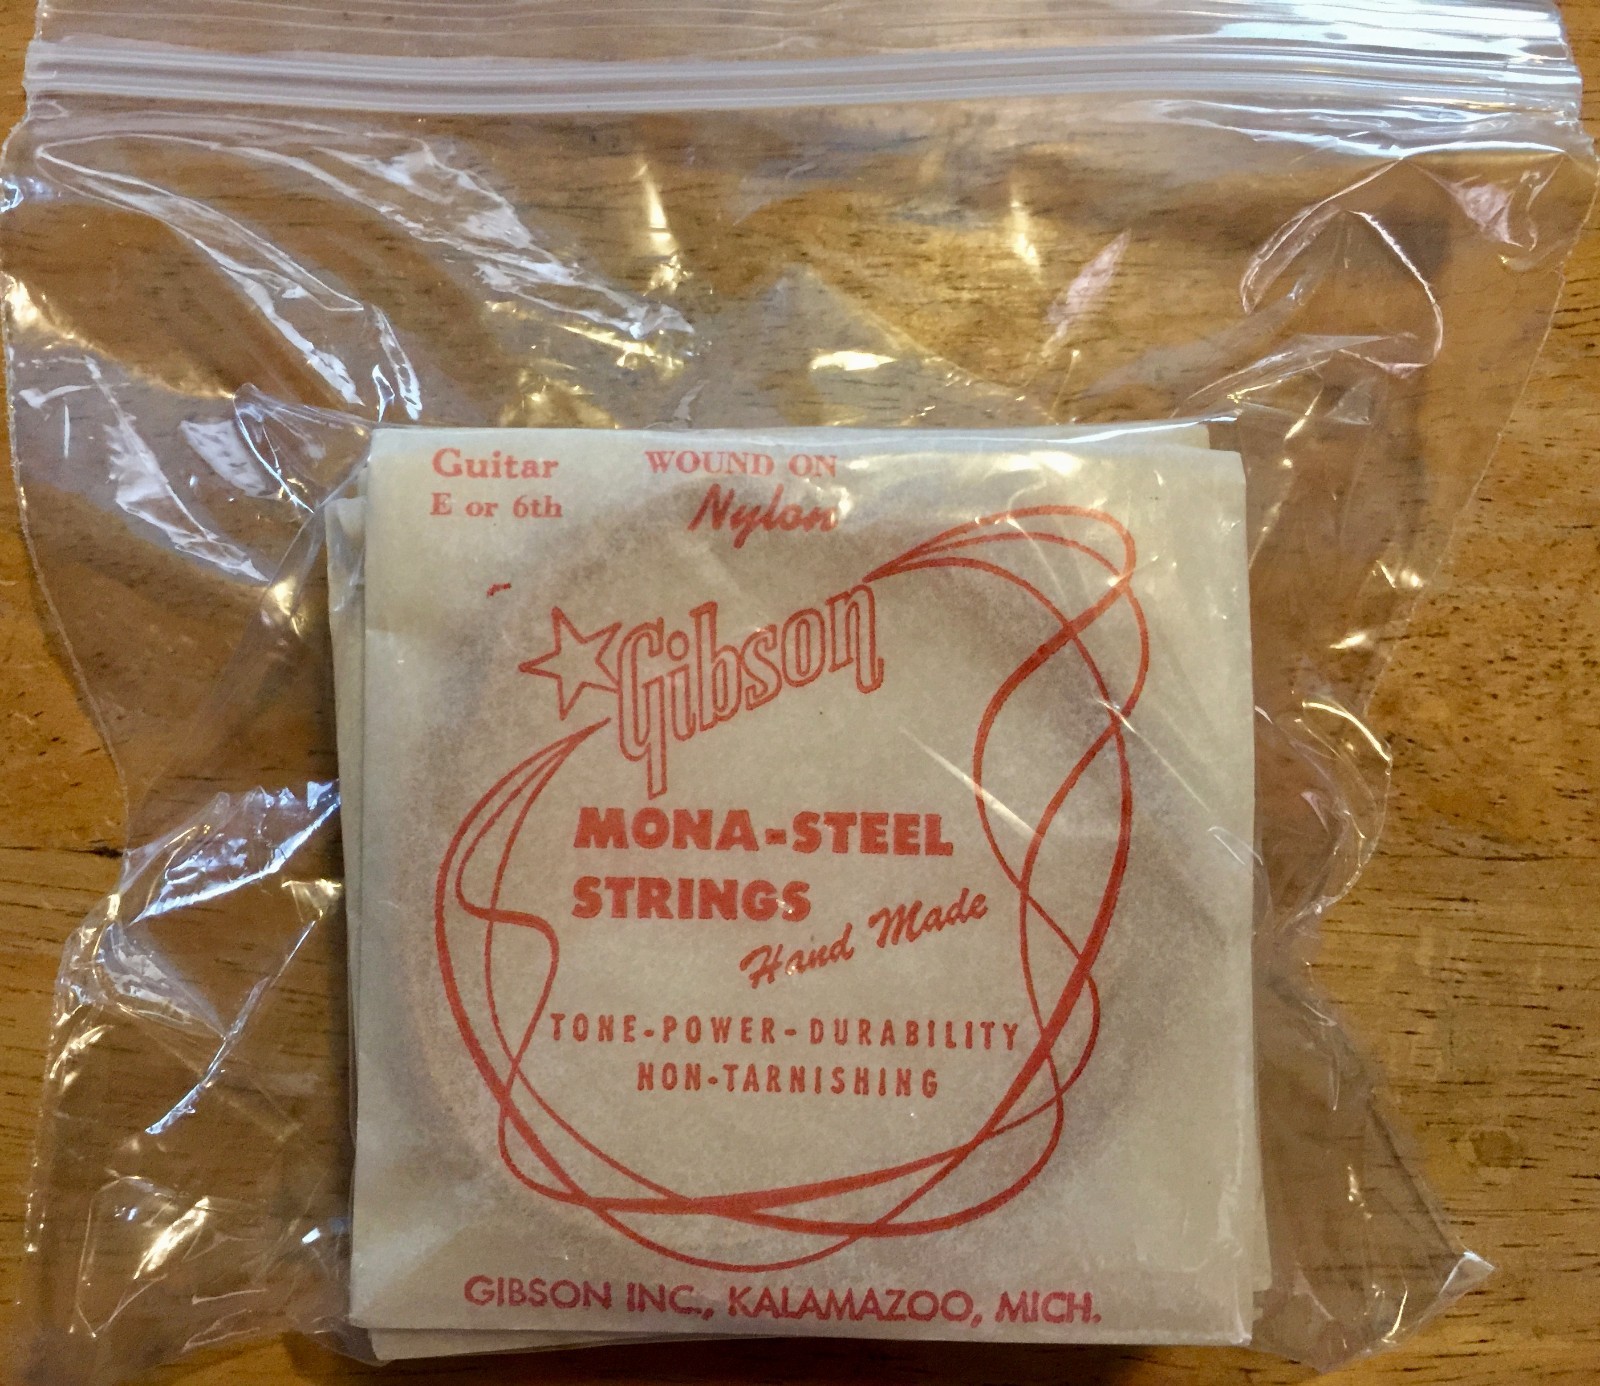 Guitar WOUND ON
E or 6th Nylon
Gibson
MONA-STEEL
STRINGS
Hand Made
TONE-POWER-DURABILITY
NON-TARNISHING
GIBSON INC., KALAMAZOO, MICH.